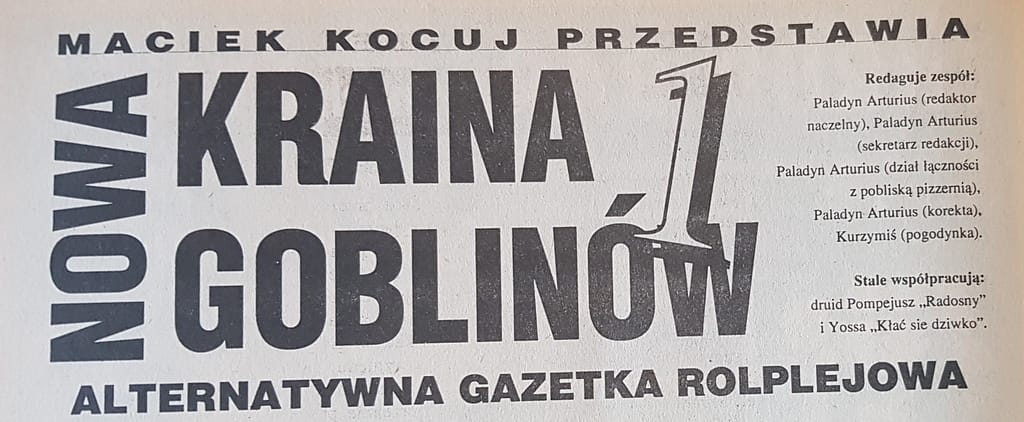 MACIEK KOCUJ PRZEDSTAWIA
NOWA
KRAINA
GOBLINÓW
1
ALTERNATYWNA GAZETKA ROLPLEJOWA
Redaguje zespół:
Paladyn Arturius (redaktor
naczelny), Paladyn Arturius
(sekretarz redakcji),
Paladyn Arturius (dział łączności
z pobliską pizzernią),
Paladyn Arturius (korekta),
Kurzymiś (pogodynka).
Stale współpracują:
druid Pompejusz „Radosny”
i Yossa „Kłać sie dziwko”.